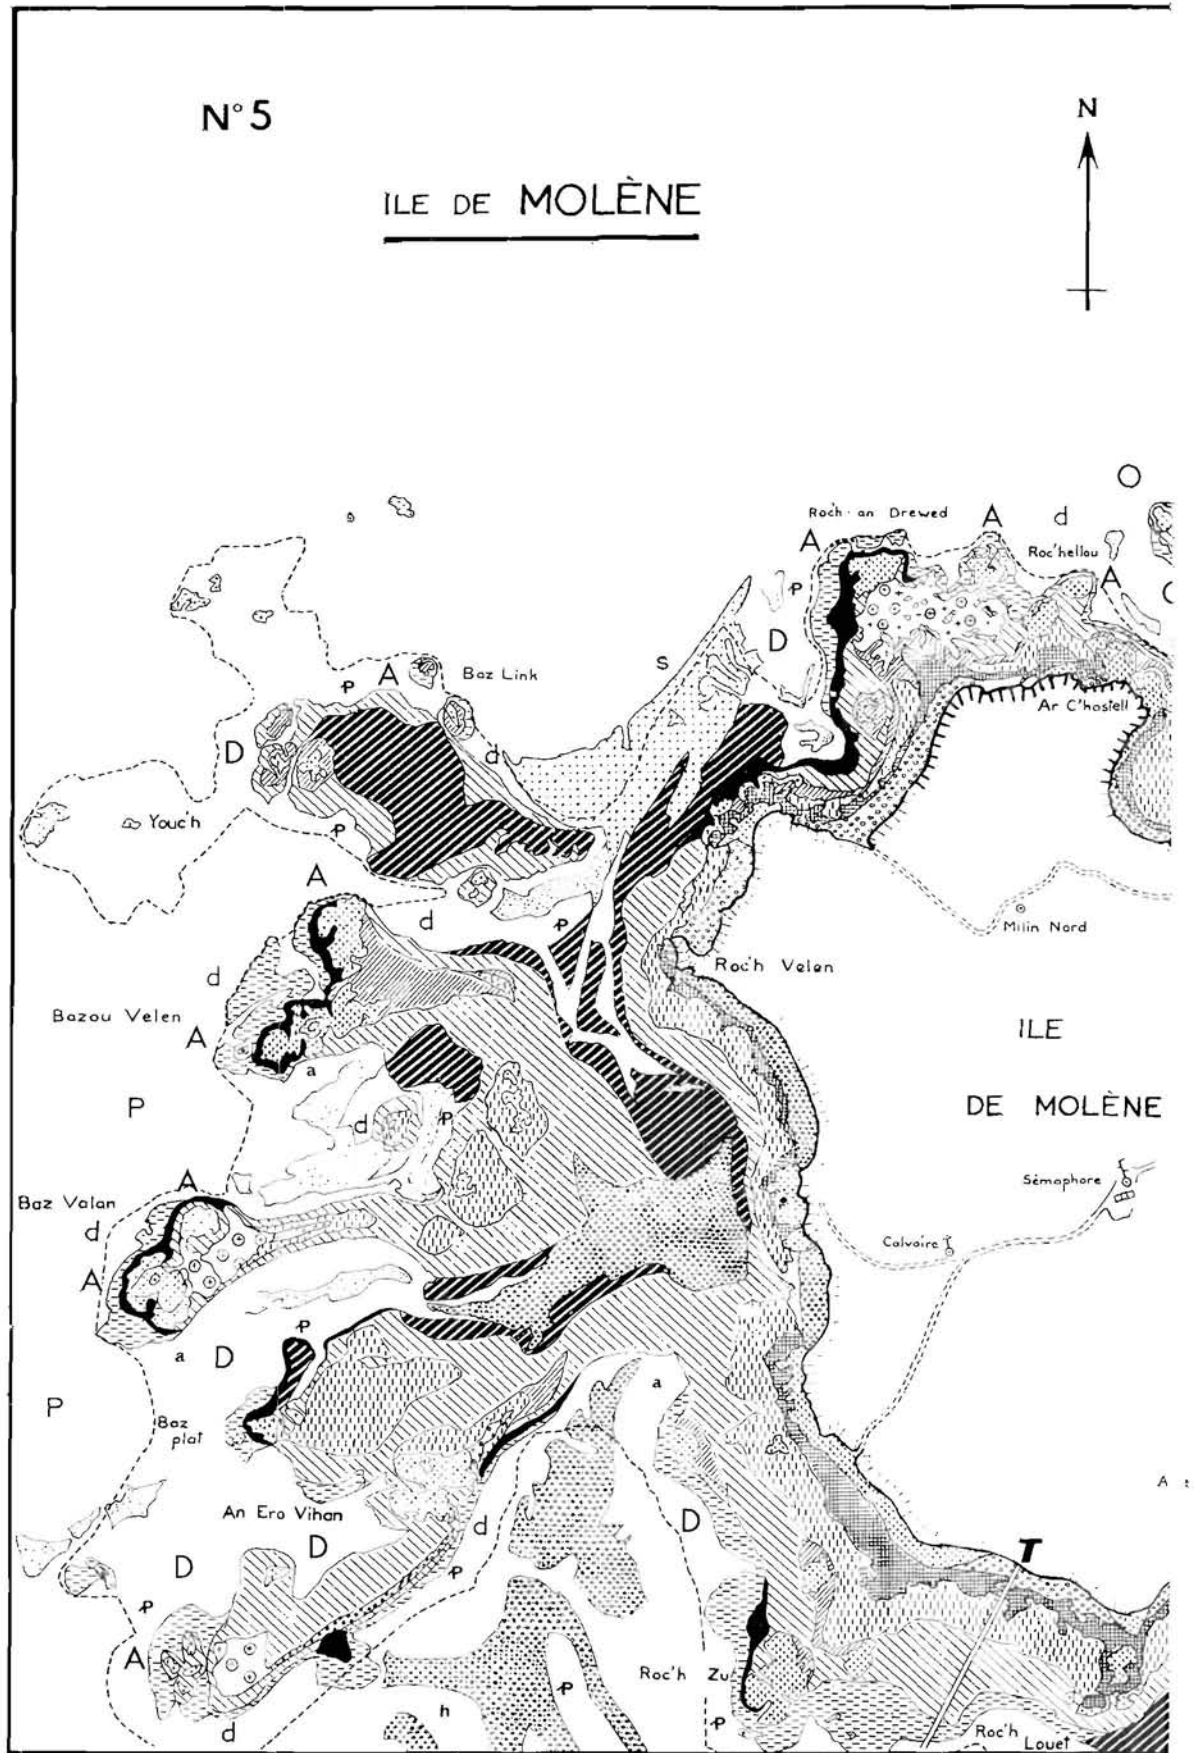 N° 5
N
ILE DE MOLÈNE
O
Roc'h an Drewed
A
d
A
Roc'hellou
A
P
D
s
A
Baz Link
P
Ar C'hastell
D
d
Youc'h
P
A
d
P
Milin Nord
Roc'h Velen
d
Bazou Velen
A
ILE
a
P
d
P
DE MOLÈNE
Sémaphore
A
Baz Valan
d
Calvaire
A
P
a
D
a
P
Baz
plat
An Ero Vihan
D
D
d
D
T
P
P
A
Roc'h Zu
P
h
P
d
Roc'h
Louet